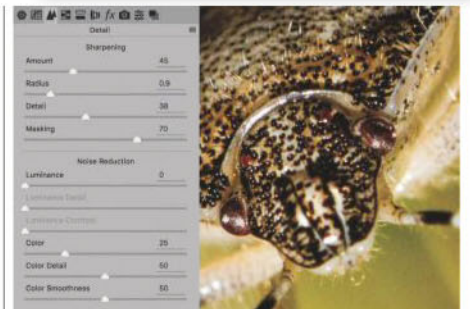 fx
Detail
Sharpening
Amount 45
Radius 0.9
Detail 38
Masking 70
Noise Reduction
Luminance 0
Luminance Detail
Luminance Contrast
Color 25
Color Detail 50
Color Smoothness 50